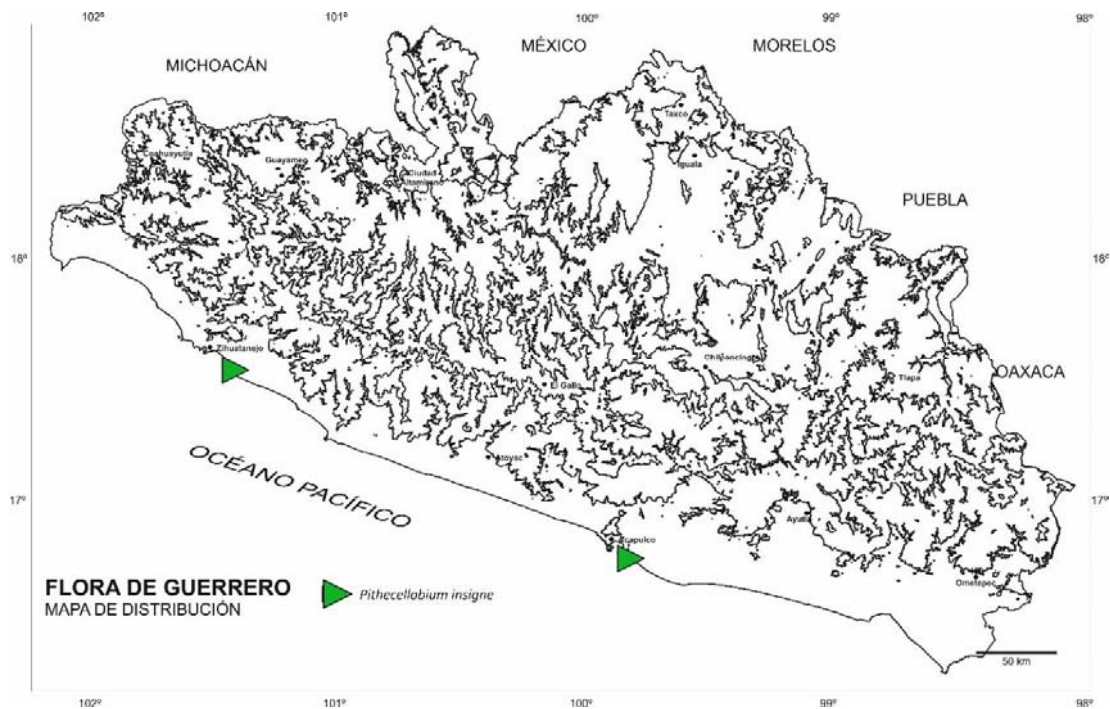 102º 101º 100º 99º 98º
MÉXICO MORELOS
MICHOACÁN
Taxco
Coahuayutla
Guayameo
Iguala
Ciudad
Altamirano
PUEBLA
18º 18º
Zihuatanejo
Chilpancingo
OAXACA
Tlapa
El Gallo
OCÉANO PACÍFICO
Atoyac
17º 17º
Ayutla
Acapulco
Ometepec
FLORA DE GUERRERO
MAPA DE DISTRIBUCIÓN
Pithecellobium insigne
50 km
102º 101º 100º 99º 98º